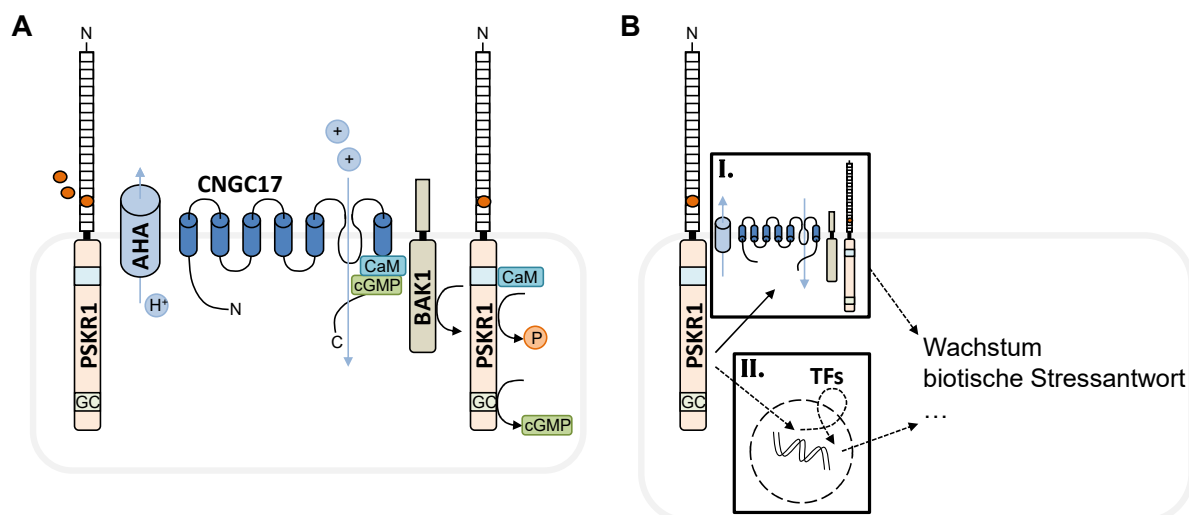 A
N
N
CNGC17
+
+
AHA
H⁺
N
C
CaM
cGMP
BAK1
PSKR1
GC
PSKR1
GC
CaM
P
cGMP
B
N
I.
PSKR1
GC
II.
TFs
Wachstum
biotische Stressantwort
...